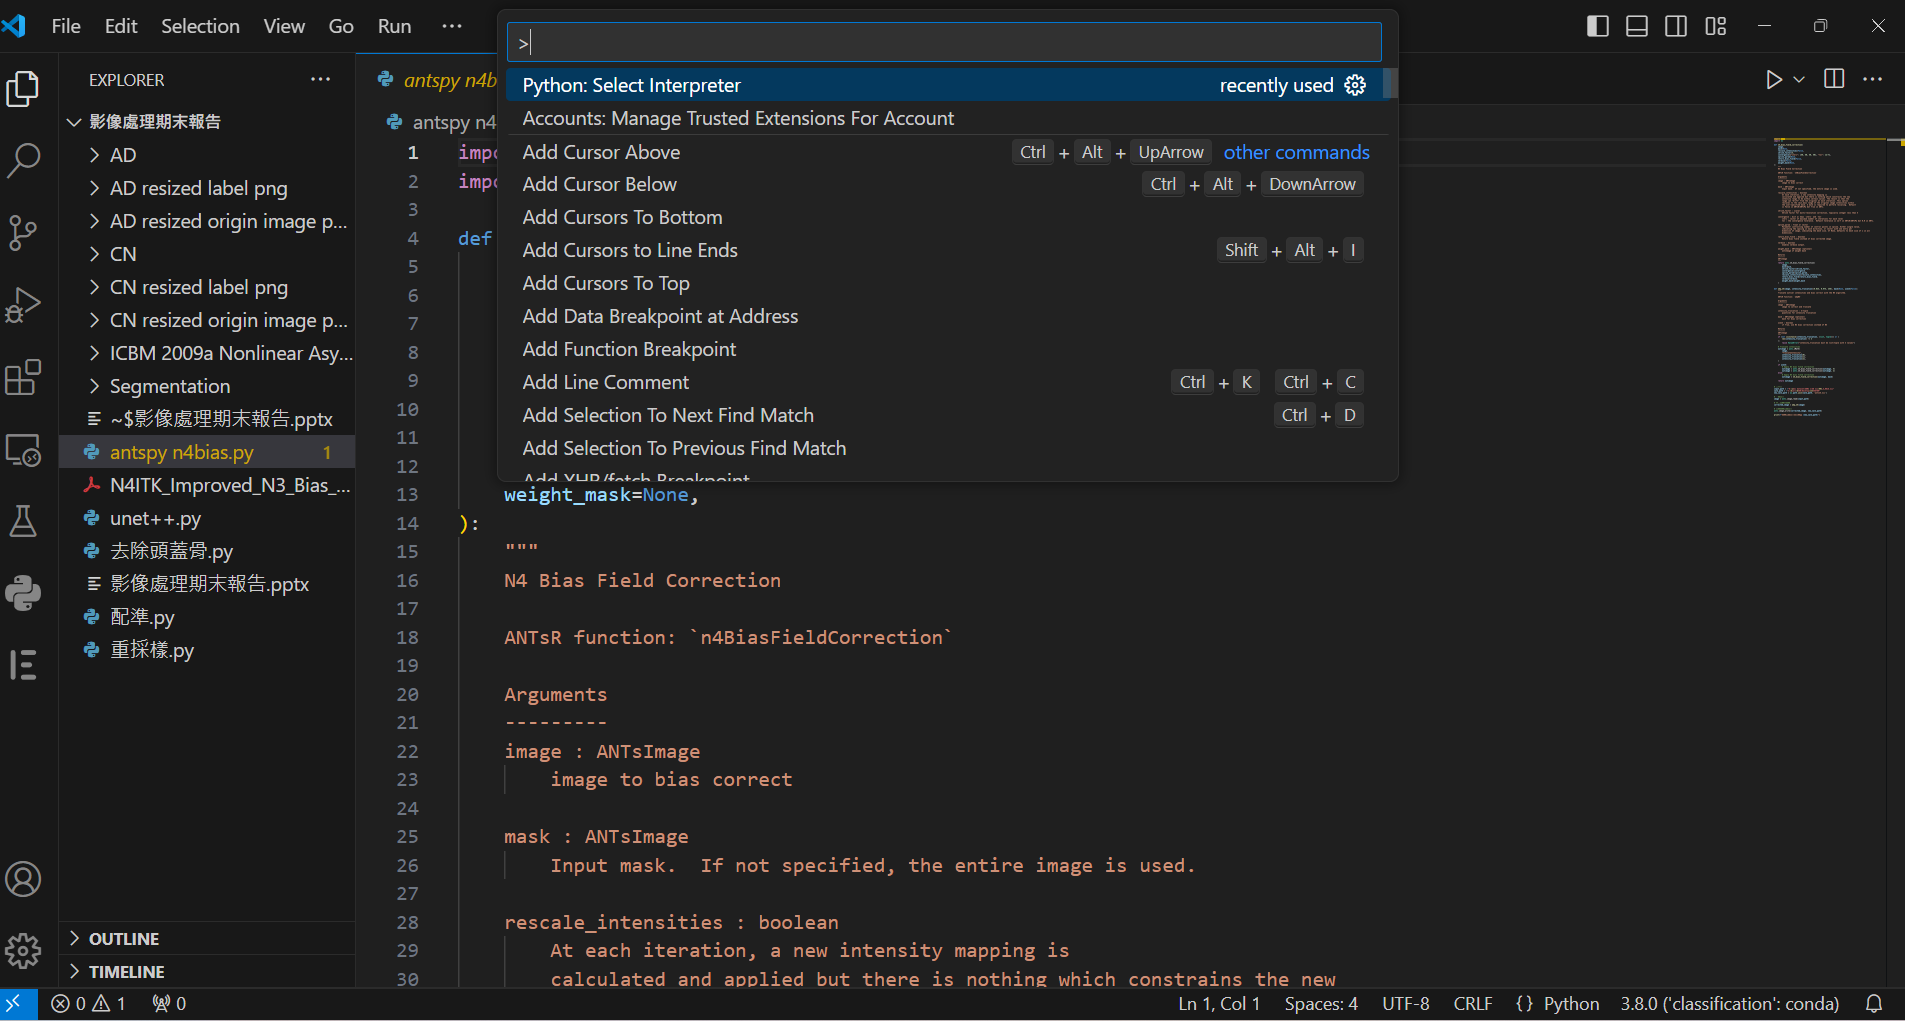 File Edit Selection View Go Run ···
>
Python: Select Interpreter recently used
Accounts: Manage Trusted Extensions For Account
Add Cursor Above Ctrl + Alt + UpArrow other commands
Add Cursor Below Ctrl + Alt + DownArrow
Add Cursors To Bottom
Add Cursors to Line Ends Shift + Alt + I
Add Cursors To Top
Add Data Breakpoint at Address
Add Function Breakpoint
Add Line Comment Ctrl + K Ctrl + C
Add Selection To Next Find Match Ctrl + D
Add Selection To Previous Find Match
Add XHR/fetch Breakpoint
EXPLORER ···
影像處理期末報告
AD
AD resized label png
AD resized origin image p...
CN
CN resized label png
CN resized origin image p...
ICBM 2009a Nonlinear Asy...
Segmentation
~$影像處理期末報告.pptx
antspy n4bias.py 1
N4ITK_Improved_N3_Bias_...
unet++.py
去除頭蓋骨.py
影像處理期末報告.pptx
配準.py
重採樣.py
OUTLINE
TIMELINE
antspy n4b
antspy n4
1 impo
2 impo
3
4 def
5
6
7
8
9
10
11
12
13 weight_mask=None,
14 ):
15 """
16 N4 Bias Field Correction
17
18 ANTsR function: `n4BiasFieldCorrection`
19
20 Arguments
21 ---------
22 image : ANTsImage
23 image to bias correct
24
25 mask : ANTsImage
26 Input mask.  If not specified, the entire image is used.
27
28 rescale_intensities : boolean
29 At each iteration, a new intensity mapping is
30 calculated and applied but there is nothing which constrains the new
0 1 0
Ln 1, Col 1 Spaces: 4 UTF-8 CRLF {} Python 3.8.0 ('classification': conda)